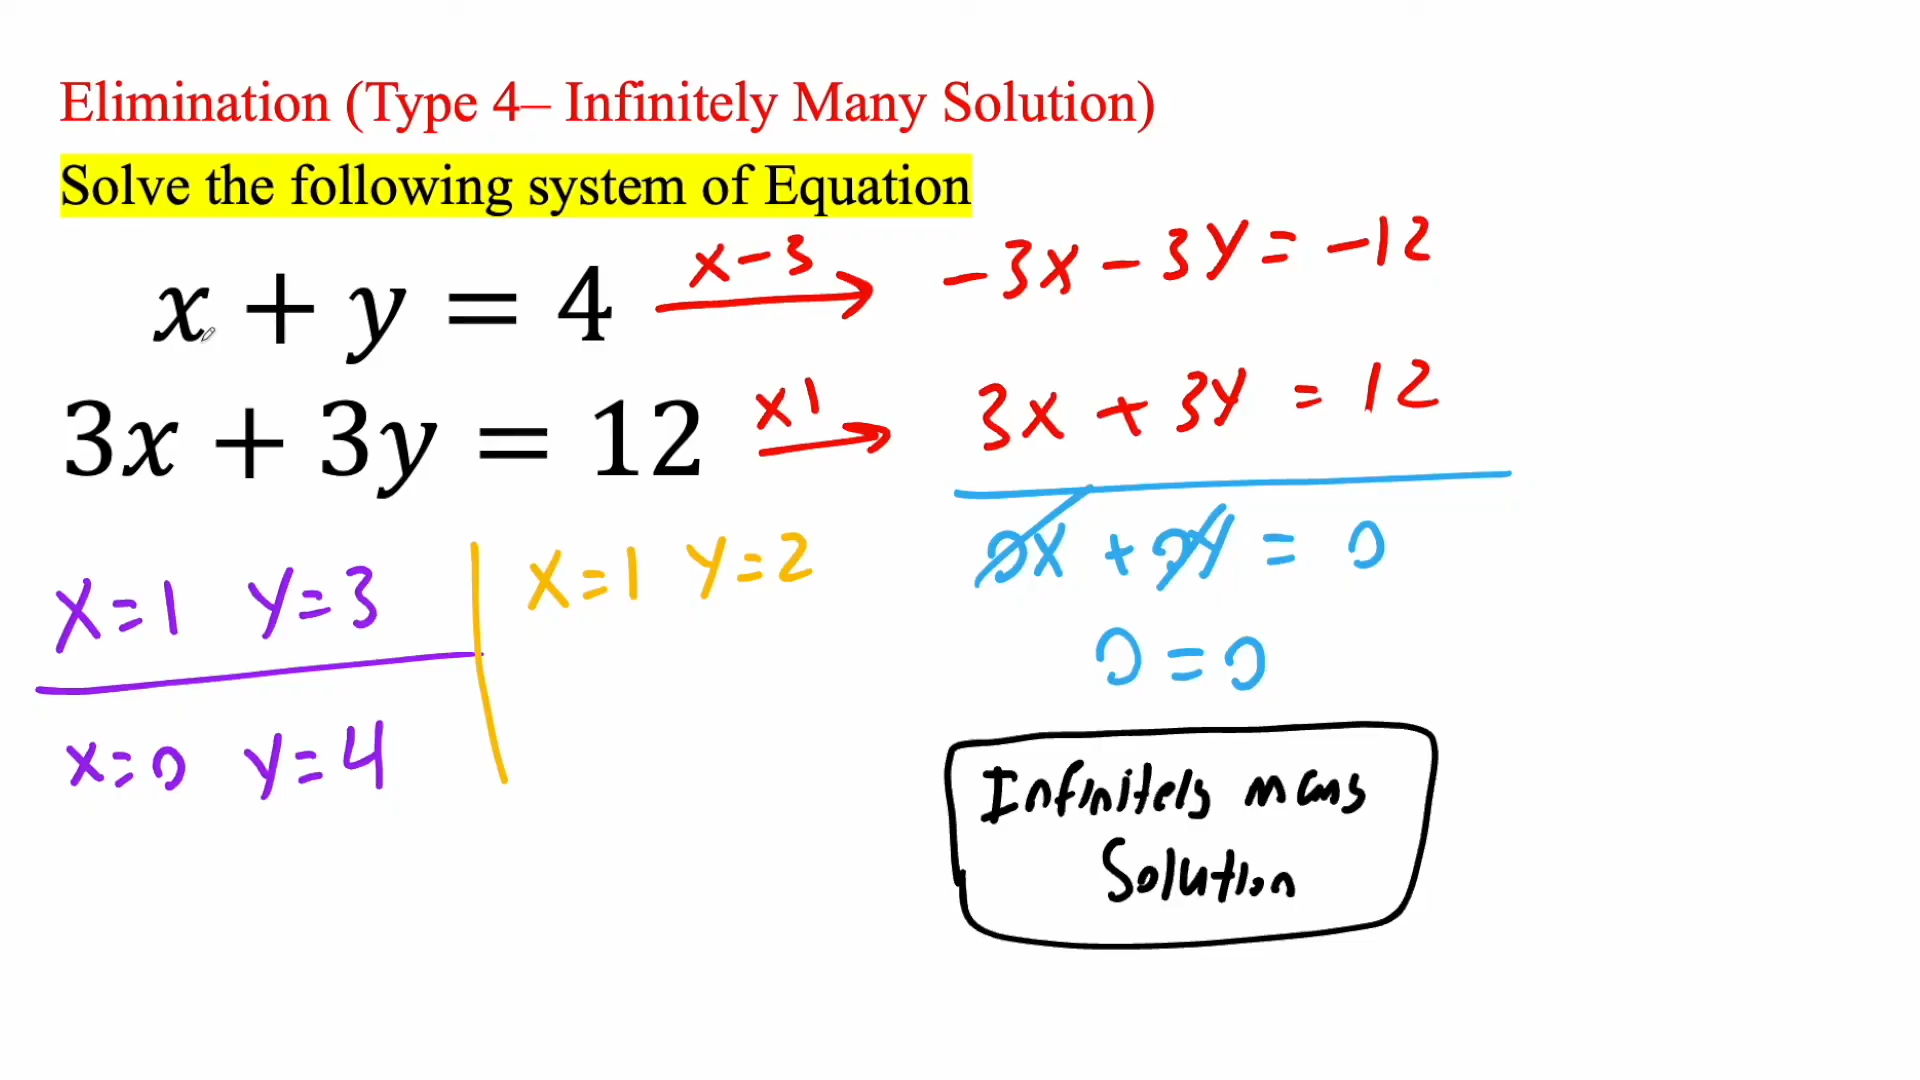 Elimination (Type 4– Infinitely Many Solution)
Solve the following system of Equation
x + y = 4
x-3
-3x - 3y = -12
3x + 3y = 12
x1
3x + 3y = 12
0x + 0y = 0
0 = 0
x=1 y=3
x=0 y=4
x=1 y=2
Infinitely many
Solution